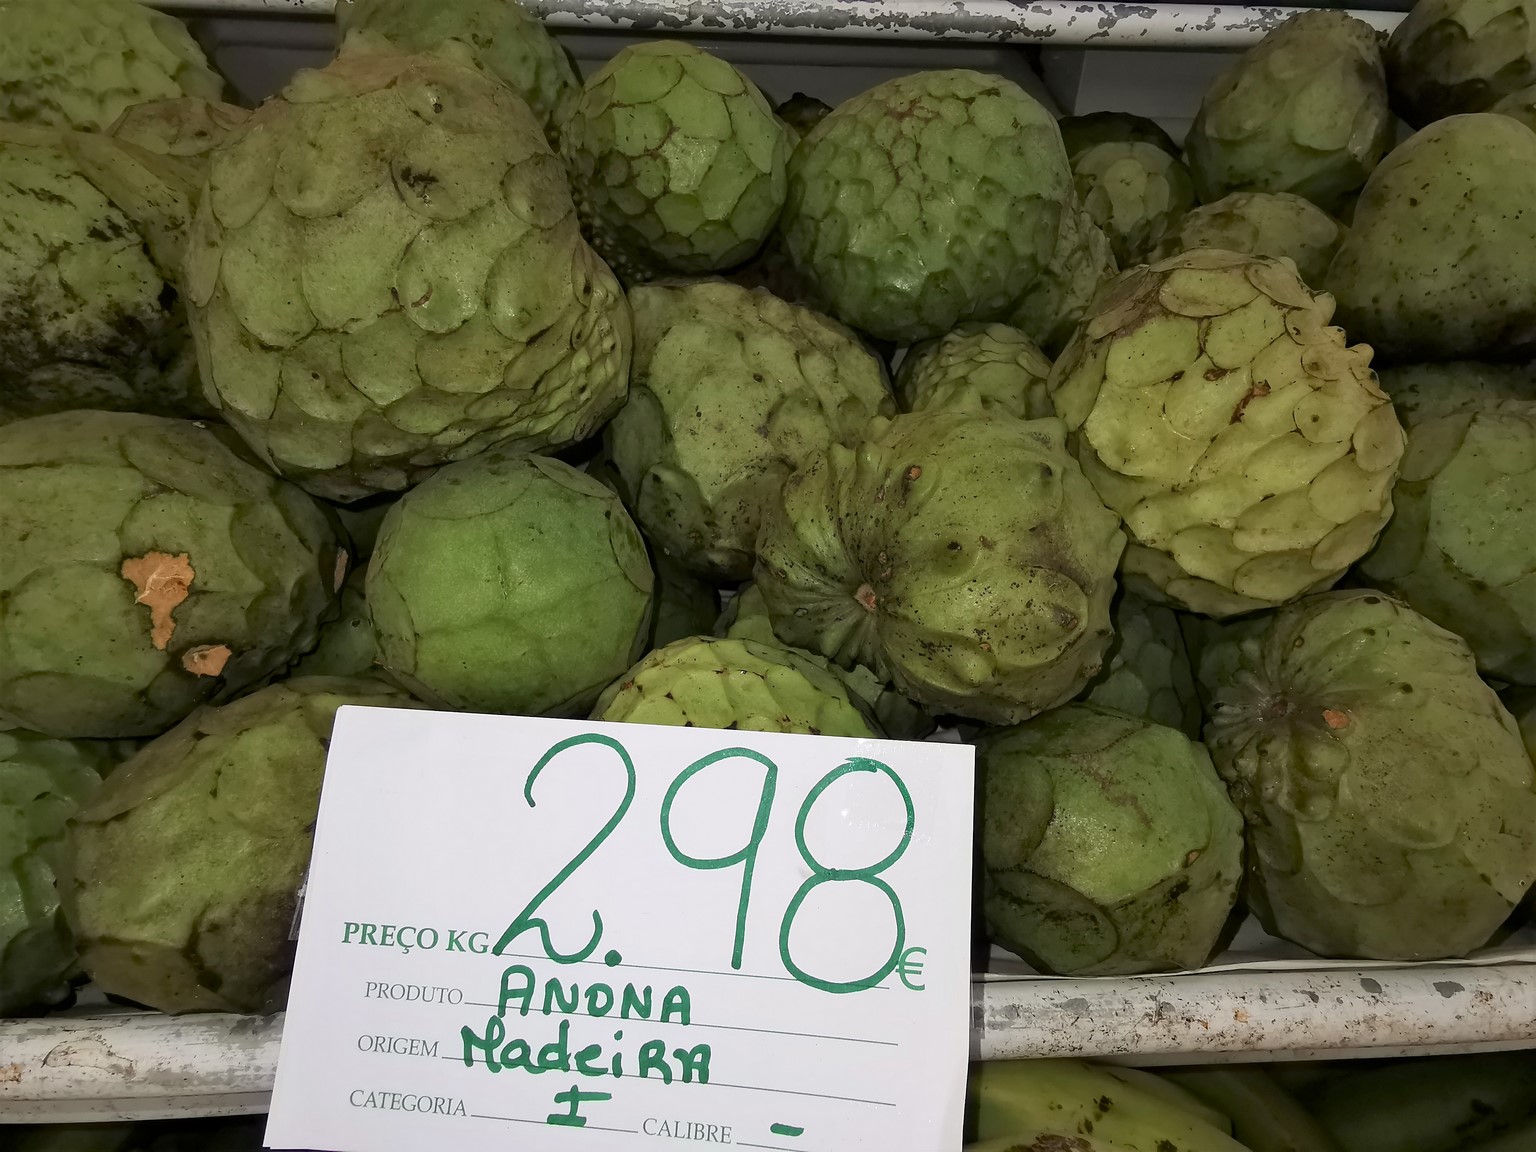 PREÇO KG 2.98 €
PRODUTO ANONA
ORIGEM MadeiRA
CATEGORIA I CALIBRE -